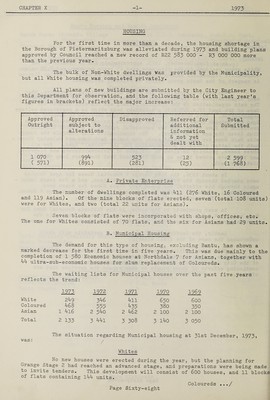 CHAPTER X -1- 1973
HOUSING
For the first time in more than a decade, the housing shortage in
the Borough of Pietermaritzburg was alleviated during 1973 and building plans
approved by Council reached a new record of R22 583 000 - R3 000 000 more
than the previous year.
The bulk of Non-White dwellings was provided by the Municipality,
but all White housing was completed privately.
All plans of new buildings are submitted by the City Engineer to
this Department for observation, and the following table (with last year's
figures in brackets) reflect the major increase:
Approved Outright
Approved subject to alterations
Disapproved
Referred for additional information & not yet dealt with
Total Submitted
1 070 994 323 12 2 399
( 571) (891) (281) (25) (1 768)
A. Private Enterprise
The number of dwellings completed was 411 (276 White, 16 Coloured
and 119 Asian). Of the nine blocks of flats erected, seven (total 108 units)
were for Whites, and two (total 22 units) for Asians).
Seven blocks of flats were incorporated with shops, offices, etc.
The one for Whites consisted of 70 flats, and the six for Asians had 29 units.
B. Municipal Housing
The demand for this type of housing, excluding Bantu, has shown a
marked decrease for the first time in five years. This was due mainly to the
completion of 1 380 Economic houses at Northdale 7 for Asians, together with
44 ultra-sub-economic houses for slum replacement of Coloureds.
The waiting lists for Municipal houses over the past five years
reflects the trend:
1973 1972 1971 1970 1969
White 249 346 411 650 600
Coloured 468 555 435 380 350
Asian 1 416 2 540 2 462 2 100 2 100
Total 2 133 3 441 3 308 3 140 3 050
The situation regarding Municipal housing at 31st December, 1973,
was:
Whites
No new houses were erected during the year, but the planning for
Grange Stage 2 had reached an advanced stage, and preparations were being made
to invite tenders. This development will consist of 600 houses, and 11 blocks
of flats containing 144 units.
Coloureds .../
Page Sixty-eight